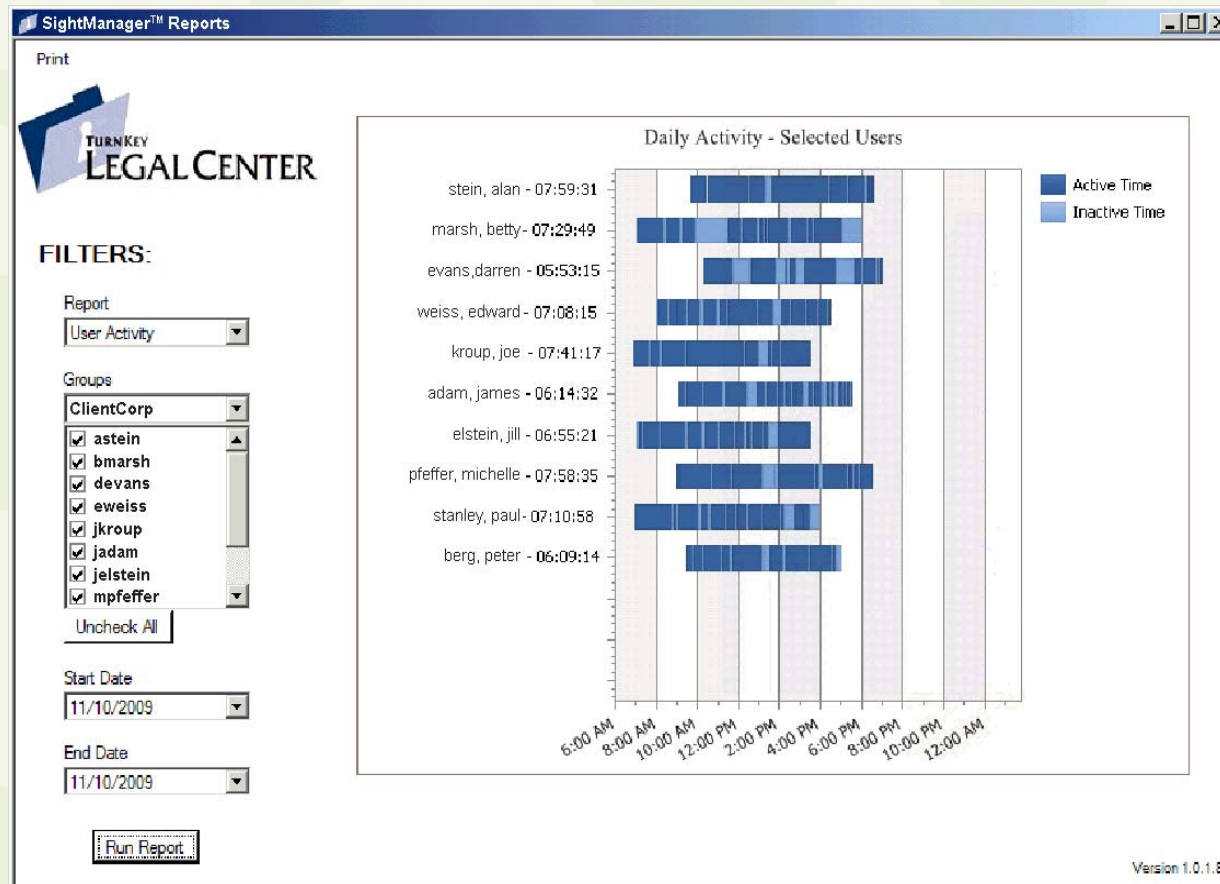 SightManager™ Reports
Print
TURNKEY
LEGAL CENTER
FILTERS:
Report
User Activity
Groups
ClientCorp
astein
bmarsh
devans
eweiss
jkroup
jadam
jelstein
mpfeffer
Uncheck All
Start Date
11/10/2009
End Date
11/10/2009
Run Report
Daily Activity - Selected Users
stein, alan - 07:59:31
marsh, betty- 07:29:49
evans,darren - 05:53:15
weiss, edward - 07:08:15
kroup, joe - 07:41:17
adam, james - 06:14:32
elstein, jill - 06:55:21
pfeffer, michelle - 07:58:35
stanley, paul- 07:10:58
berg, peter - 06:09:14
6:00 AM 8:00 AM 10:00 AM 12:00 PM 2:00 PM 4:00 PM 6:00 PM 8:00 PM 10:00 PM 12:00 AM
Active Time
Inactive Time
Version 1.0.1.8